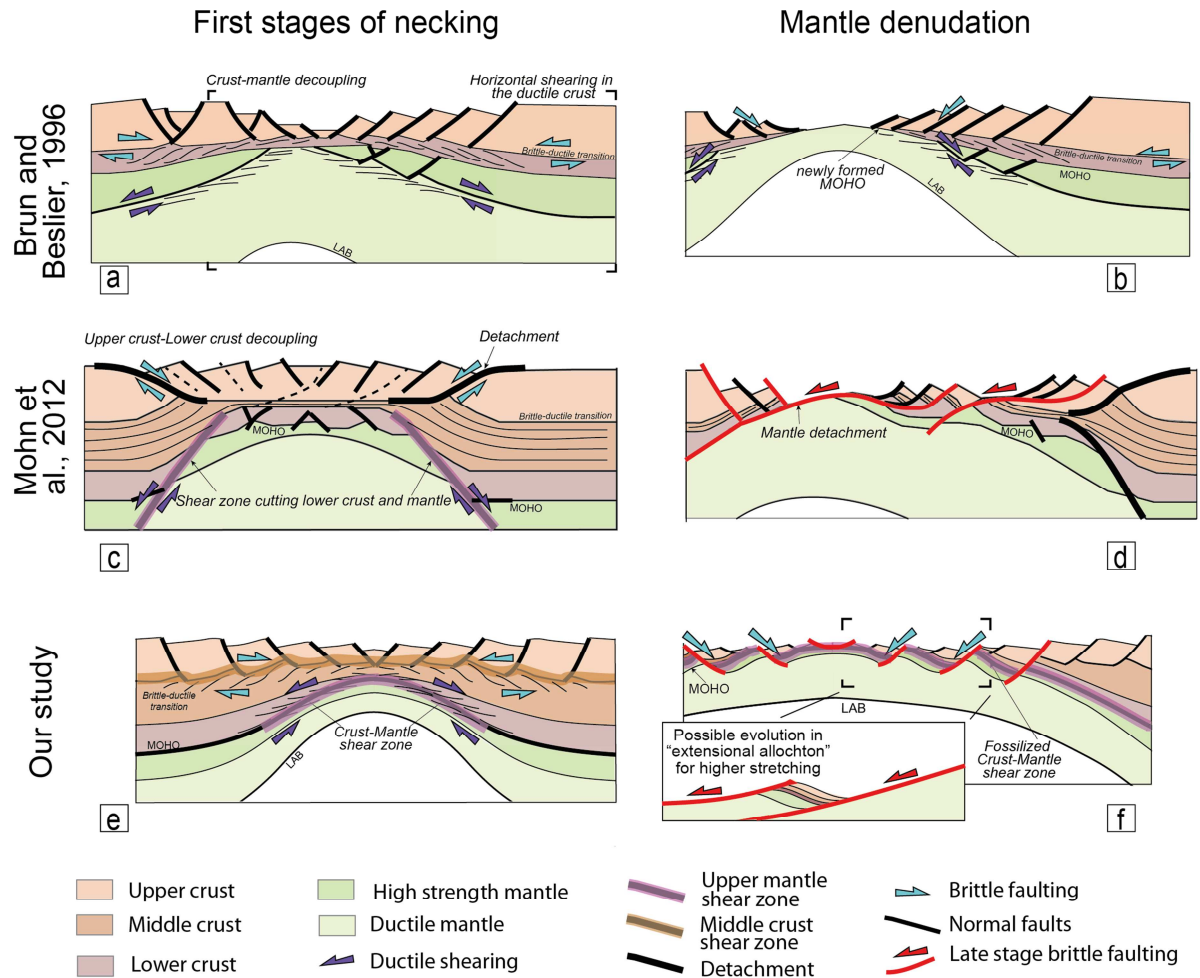 First stages of necking
Mantle denudation
Brun and
Beslier, 1996
Crust-mantle decoupling
Horizontal shearing in
the ductile crust
Brittle-ductile transition
LAB
a
Brittle-ductile transition
newly formed
MOHO
MOHO
LAB
b
Mohn et
al., 2012
Upper crust-Lower crust decoupling
Detachment
Brittle-ductile transition
MOHO
Shear zone cutting lower crust and mantle
MOHO
c
Mantle detachment
MOHO
d
Our study
Brittle-ductile
transition
MOHO
Crust-Mantle
shear zone
LAB
e
MOHO
LAB
Possible evolution in
"extensional allochton"
for higher stretching
Fossilized
Crust-Mantle
shear zone
f
Upper crust
Middle crust
Lower crust
High strength mantle
Ductile mantle
Ductile shearing
Upper mantle
shear zone
Middle crust
shear zone
Detachment
Brittle faulting
Normal faults
Late stage brittle faulting